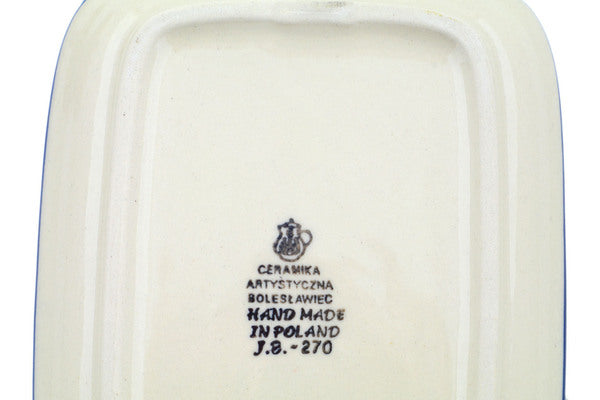 CERAMIKA
ARTYSTYCZNA
BOLESŁAWIEC
HAND MADE
IN POLAND
J.B.-270